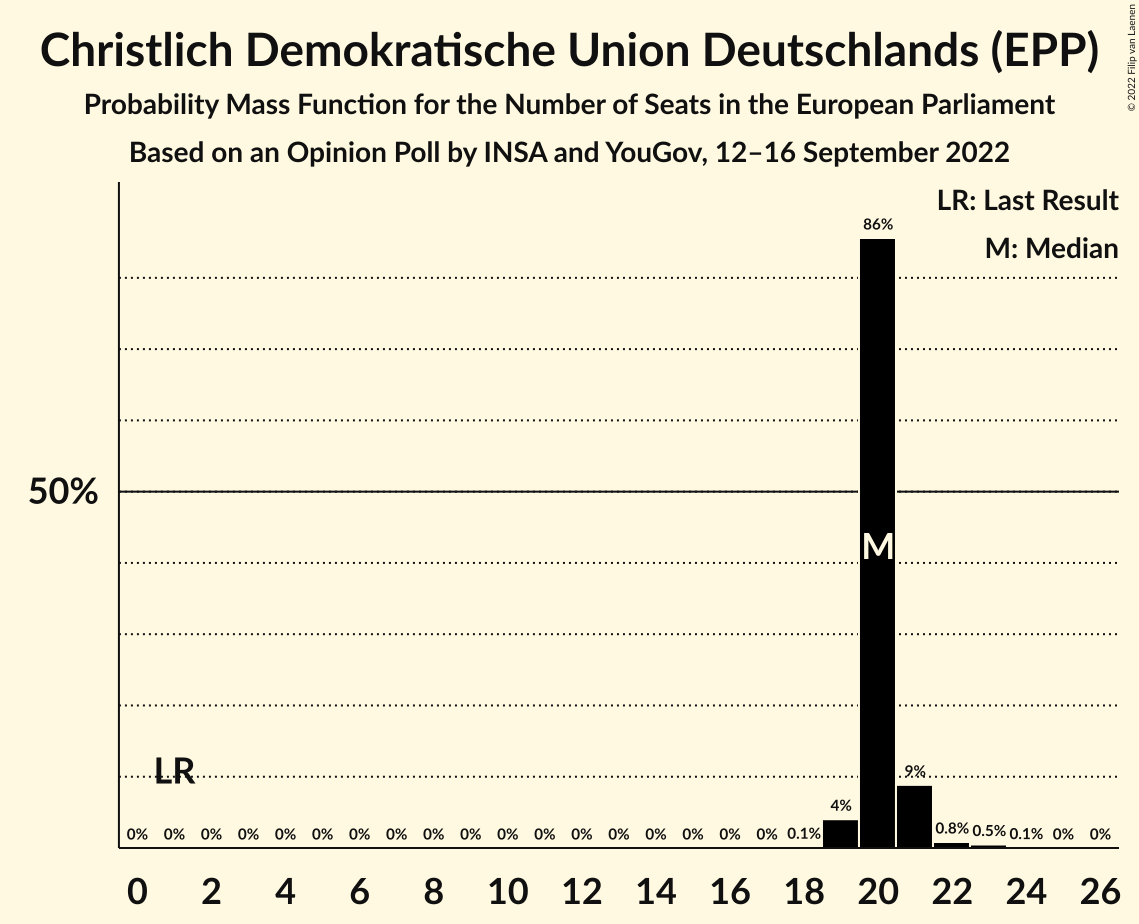 Christlich Demokratische Union Deutschlands (EPP)
Probability Mass Function for the Number of Seats in the European Parliament
Based on an Opinion Poll by INSA and YouGov, 12–16 September 2022
© 2022 Filip van Laenen
LR: Last Result
M: Median
86%
50%
M
LR
9%
4%
0% 0% 0% 0% 0% 0% 0% 0% 0% 0% 0% 0% 0% 0% 0% 0% 0% 0% 0.1% 0.8% 0.5% 0.1% 0% 0%
0 2 4 6 8 10 12 14 16 18 20 22 24 26